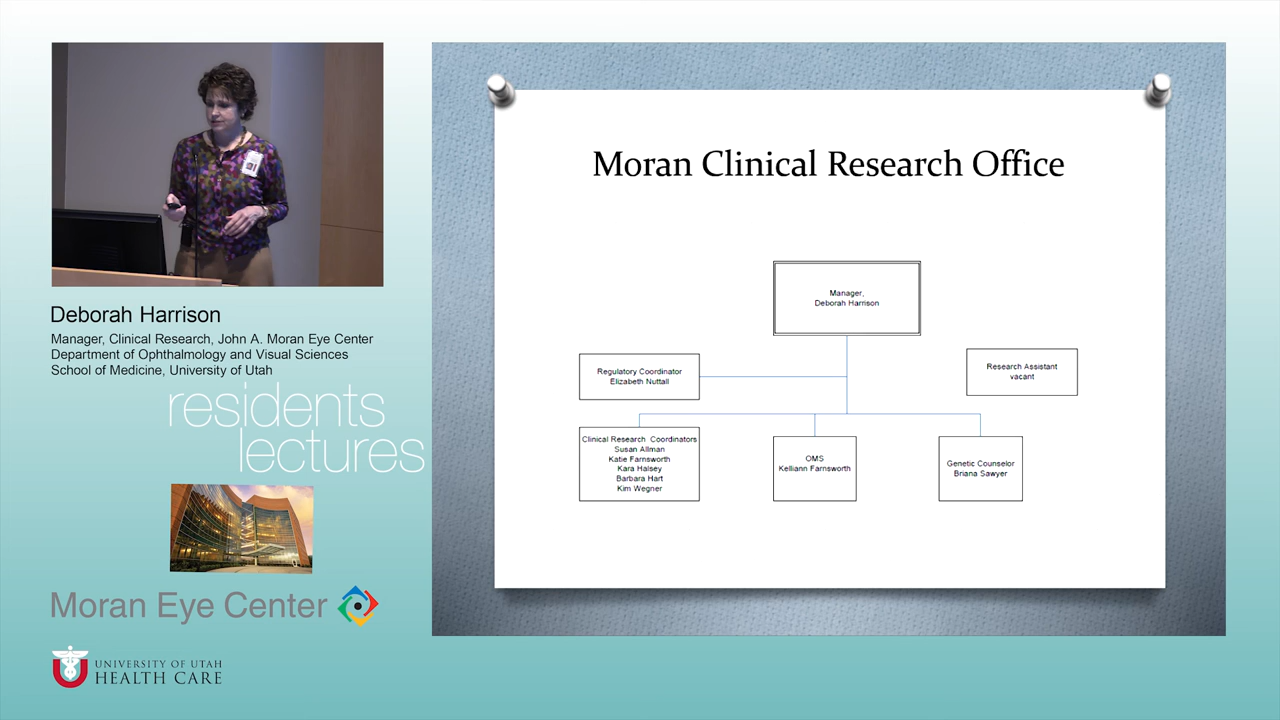 Moran Clinical Research Office
Manager,
Deborah Harrison
Regulatory Coordinator
Elizabeth Nuttall
Research Assistant
vacant
Clinical Research Coordinators
Susan Allman
Katie Farnsworth
Kara Halsey
Barbara Hart
Kim Wegner
OMS
Kelliann Farnsworth
Genetic Counselor
Briana Sawyer
Deborah Harrison
Manager, Clinical Research, John A. Moran Eye Center
Department of Ophthalmology and Visual Sciences
School of Medicine, University of Utah
residents
lectures
Moran Eye Center
UNIVERSITY OF UTAH
HEALTH CARE